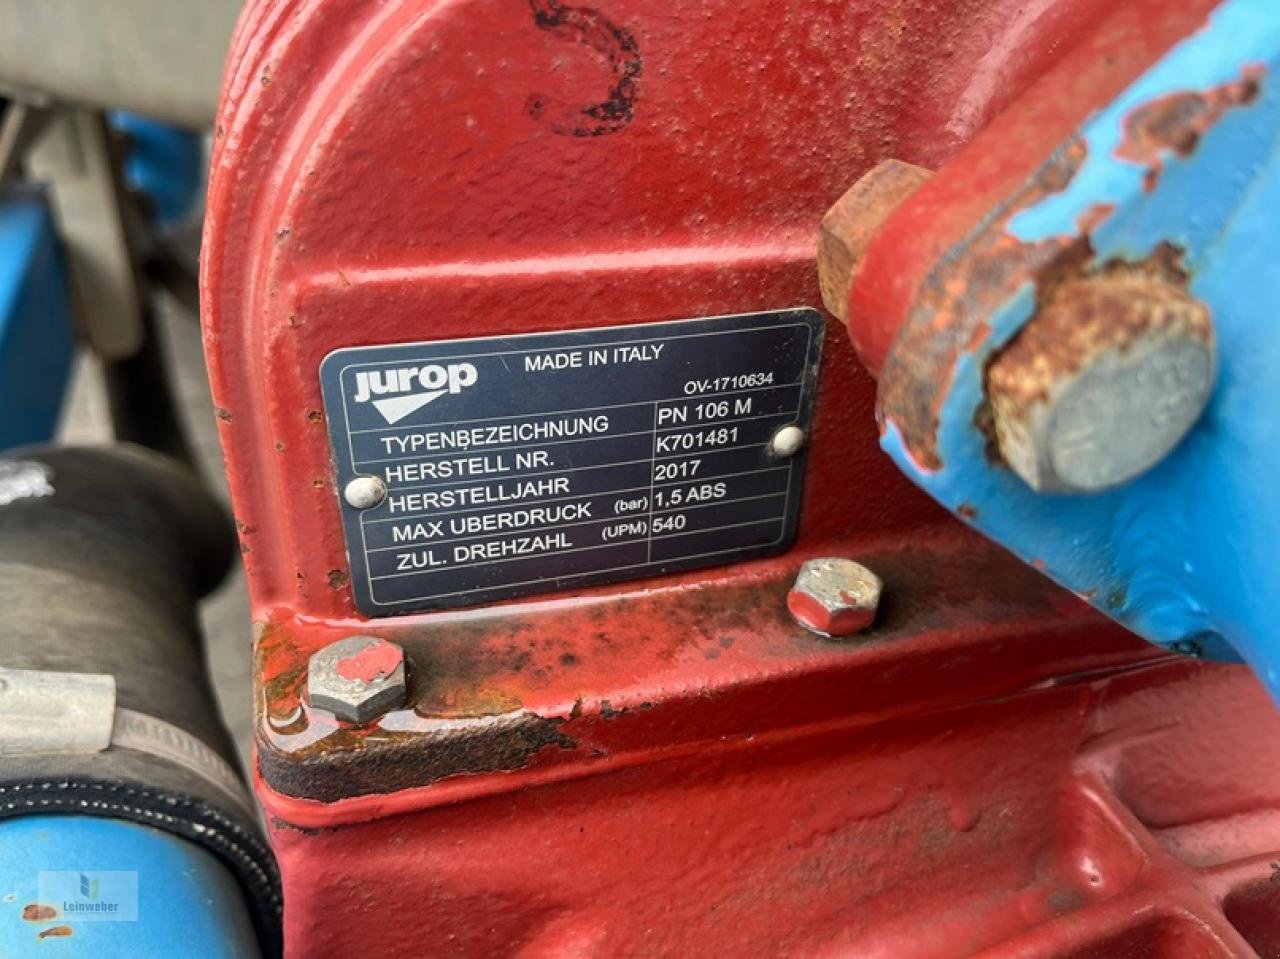 jurop MADE IN ITALY
OV-1710634
TYPENBEZEICHNUNG PN 106 M
HERSTELL NR. K701481
HERSTELLJAHR 2017
MAX UBERDRUCK (bar) 1,5 ABS
ZUL. DREHZAHL (UPM) 540
Leinweber